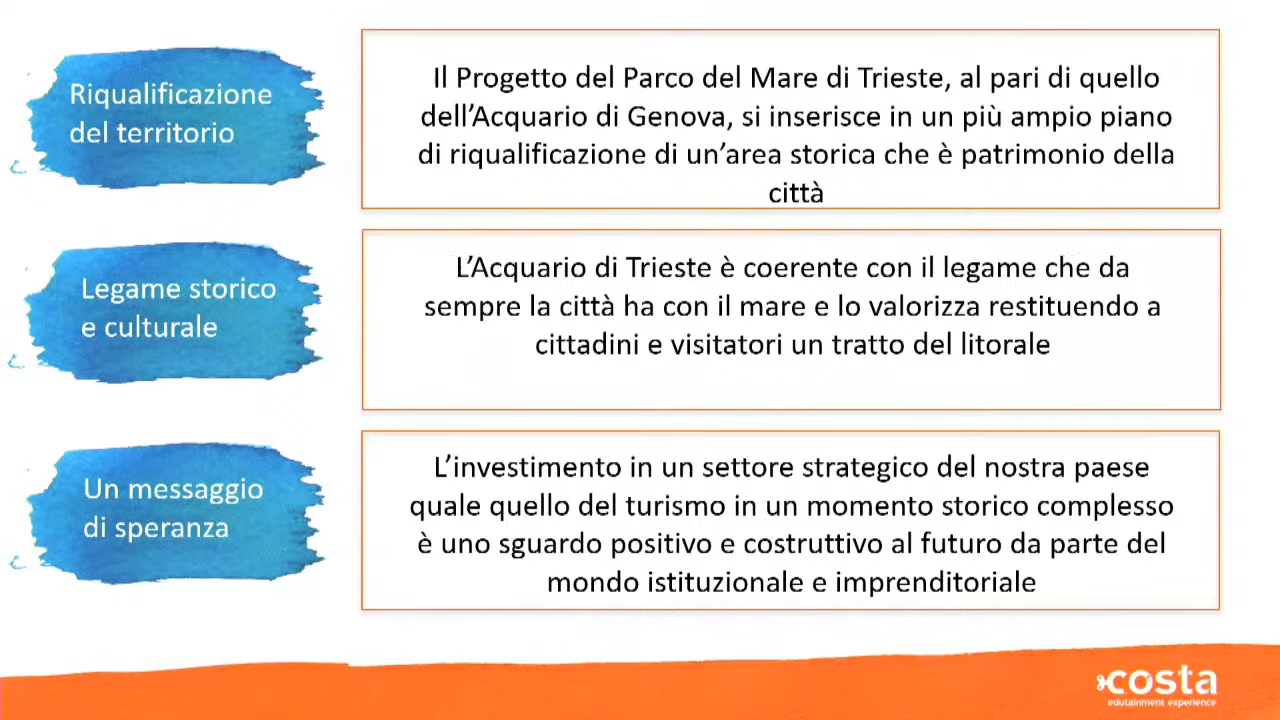 Riqualificazione
del territorio
Il Progetto del Parco del Mare di Trieste, al pari di quello
dell’Acquario di Genova, si inserisce in un più ampio piano
di riqualificazione di un’area storica che è patrimonio della
città
Legame storico
e culturale
L’Acquario di Trieste è coerente con il legame che da
sempre la città ha con il mare e lo valorizza restituendo a
cittadini e visitatori un tratto del litorale
Un messaggio
di speranza
L’investimento in un settore strategico del nostra paese
quale quello del turismo in un momento storico complesso
è uno sguardo positivo e costruttivo al futuro da parte del
mondo istituzionale e imprenditoriale
costa
edutainment experience